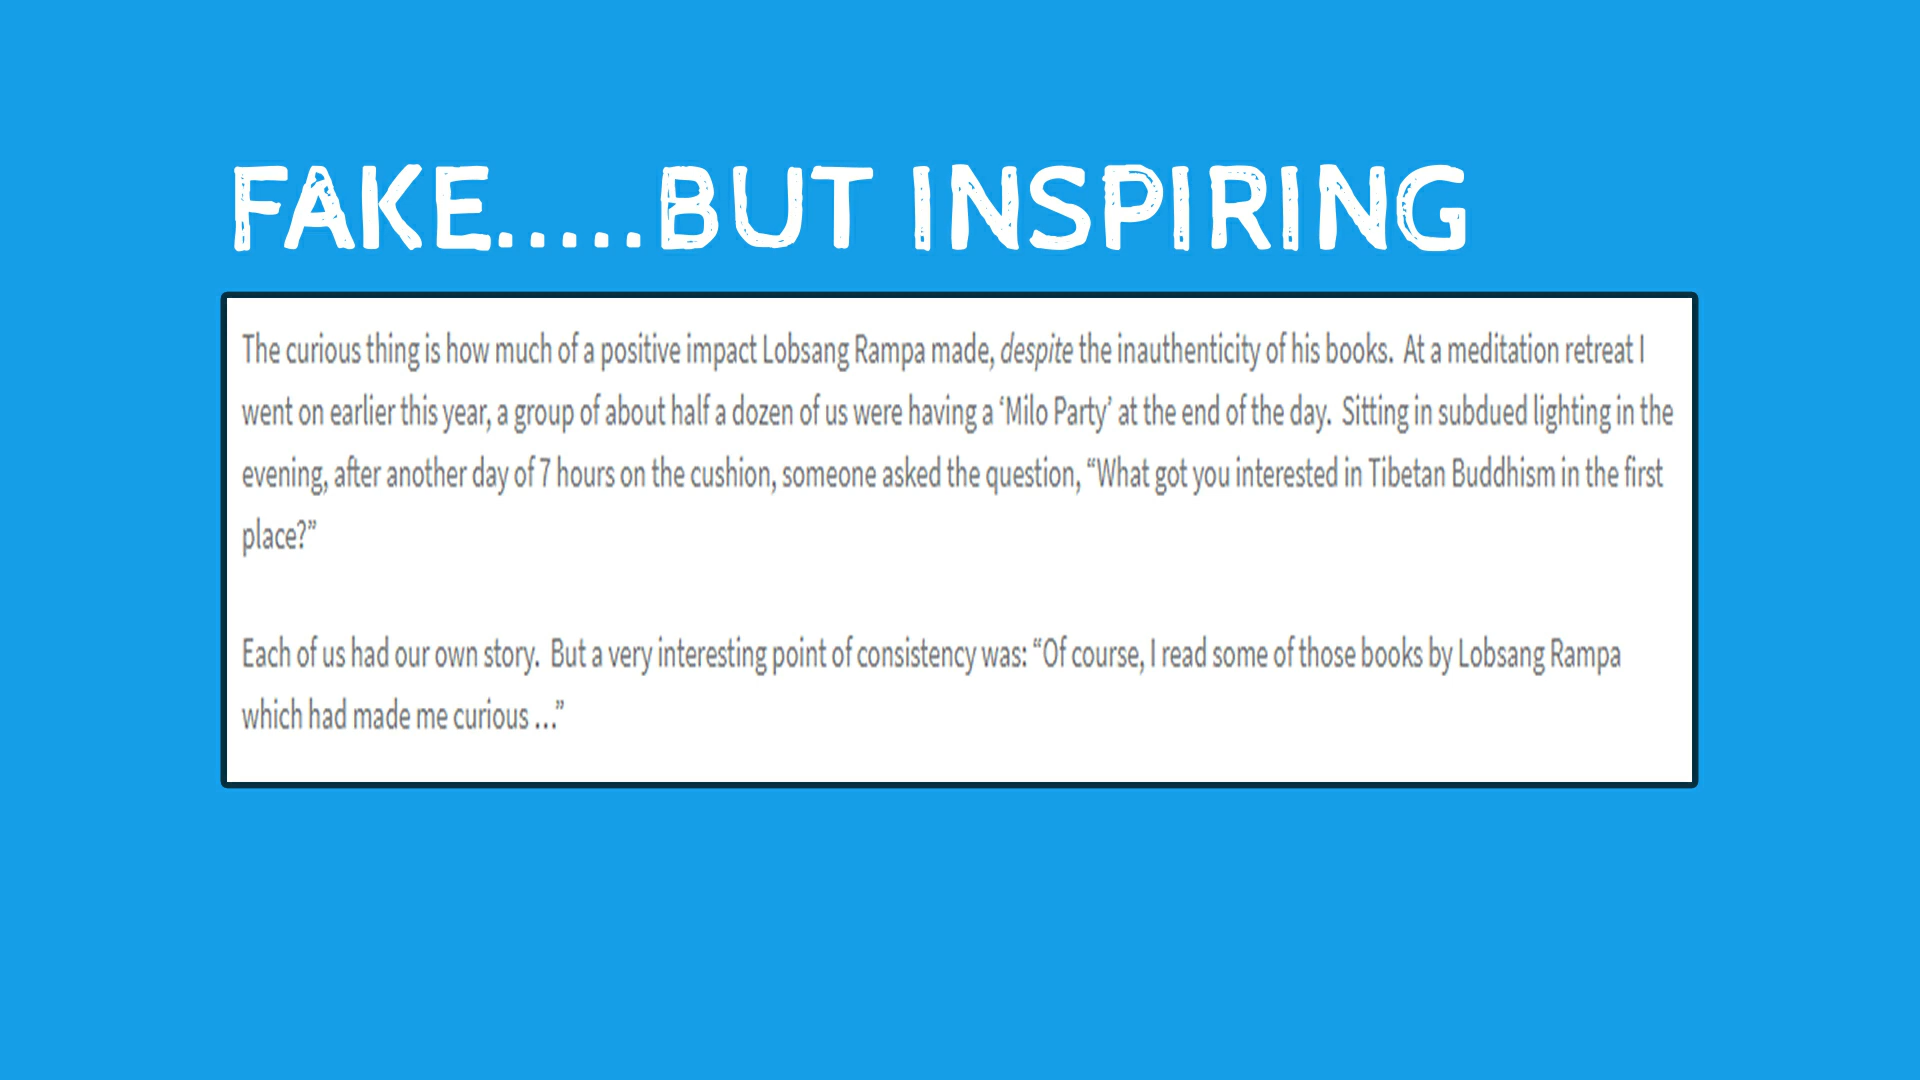 FAKE.....BUT INSPIRING
The curious thing is how much of a positive impact Lobsang Rampa made, despite the inauthenticity of his books.  At a meditation retreat I
went on earlier this year, a group of about half a dozen of us were having a ‘Milo Party’ at the end of the day.  Sitting in subdued lighting in the
evening, after another day of 7 hours on the cushion, someone asked the question, “What got you interested in Tibetan Buddhism in the first
place?”
Each of us had our own story.  But a very interesting point of consistency was: “Of course, I read some of those books by Lobsang Rampa
which had made me curious …”